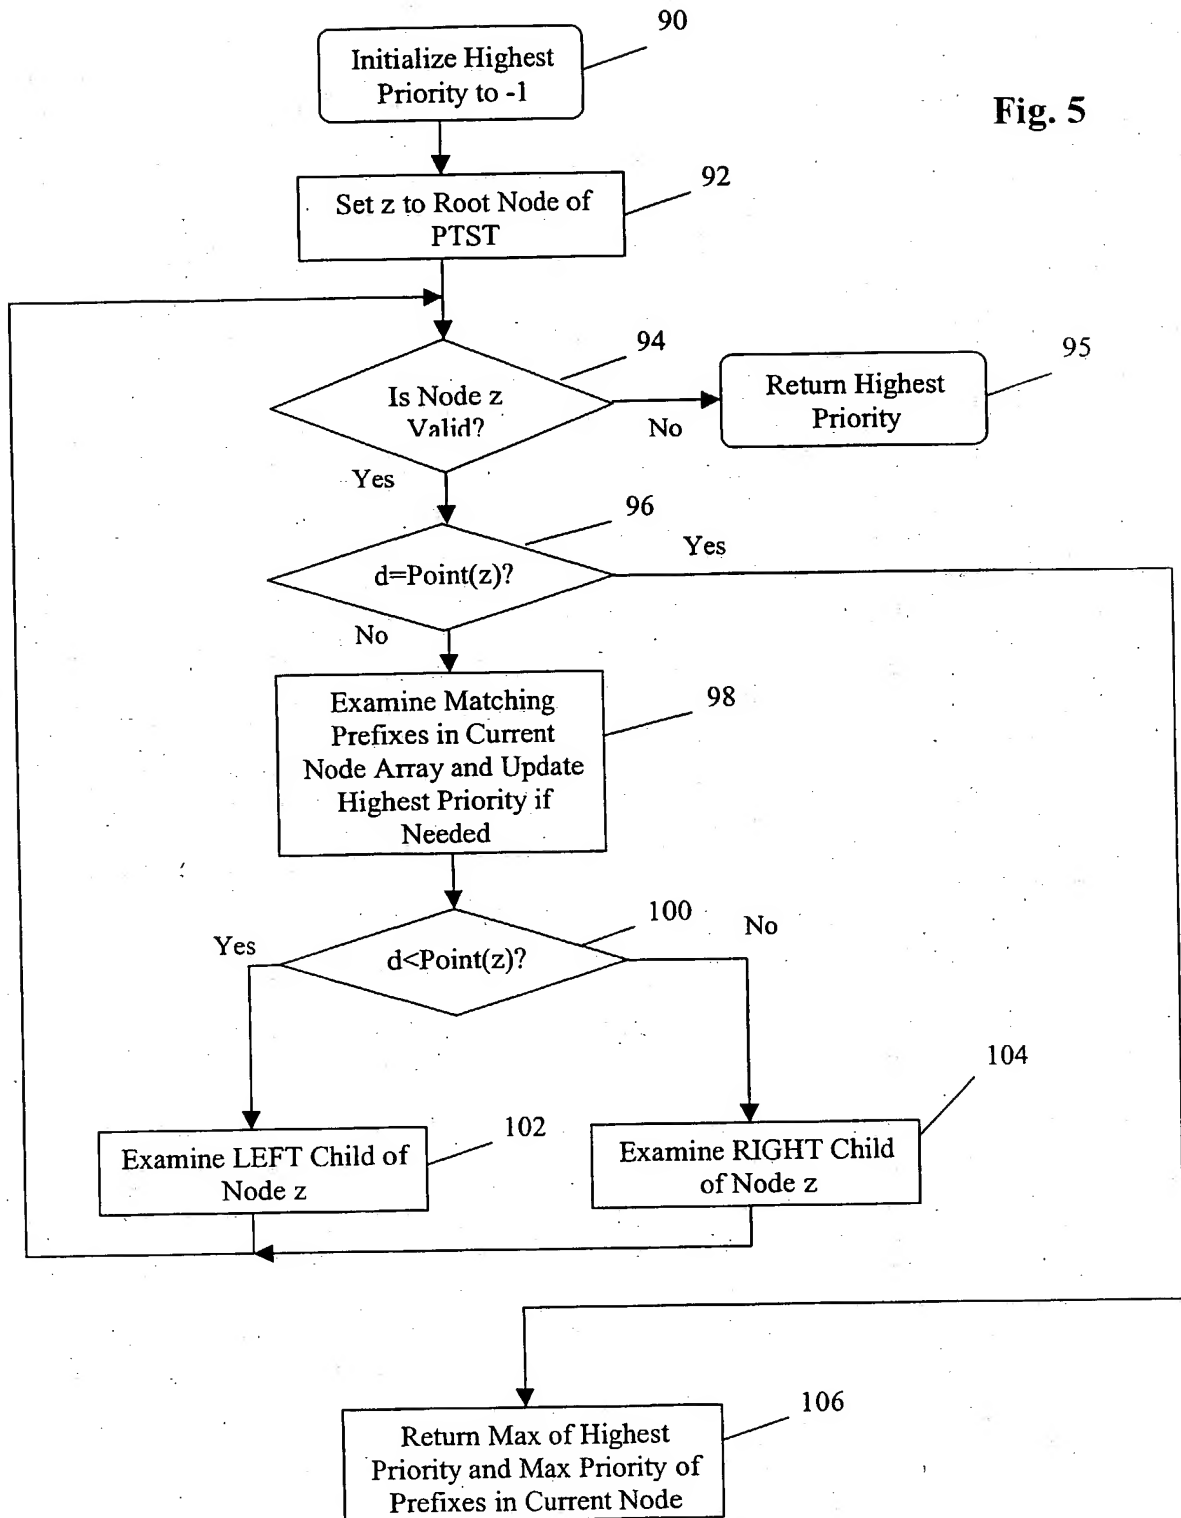 90
Initialize Highest
Priority to -1
Fig. 5
92
Set z to Root Node of
PTST
94
Is Node z
Valid?
No
95
Return Highest
Priority
Yes
96
d=Point(z)?
Yes
No
98
Examine Matching
Prefixes in Current
Node Array and Update
Highest Priority if
Needed
100
Yes
No
d<Point(z)?
104
102
Examine LEFT Child of
Node z
Examine RIGHT Child
of Node z
106
Return Max of Highest
Priority and Max Priority of
Prefixes in Current Node